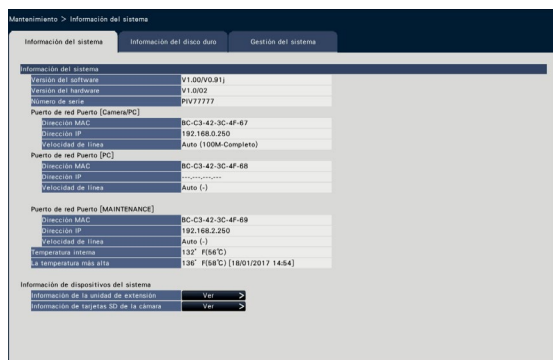 Mantenimiento > Información del sistema
Información del sistema Información del disco duro Gestión del sistema
Información del sistema
Versión del software V1.00/V0.91j
Versión del hardware V1.0/02
Número de serie PIV77777
Puerto de red Puerto [Camera/PC]
Dirección MAC BC-C3-42-3C-4F-67
Dirección IP 192.168.0.250
Velocidad de línea Auto (100M-Completo)
Puerto de red Puerto [PC]
Dirección MAC BC-C3-42-3C-4F-68
Dirección IP ---.---.---.---
Velocidad de línea Auto (-)
Puerto de red Puerto [MAINTENANCE]
Dirección MAC BC-C3-42-3C-4F-69
Dirección IP 192.168.2.250
Velocidad de línea Auto (-)
Temperatura interna 132° F(56℃)
La temperatura más alta 136° F(58℃) [18/01/2017 14:54]
Información de dispositivos del sistema
Información de la unidad de extensión Ver >
Información de tarjetas SD de la cámara Ver >